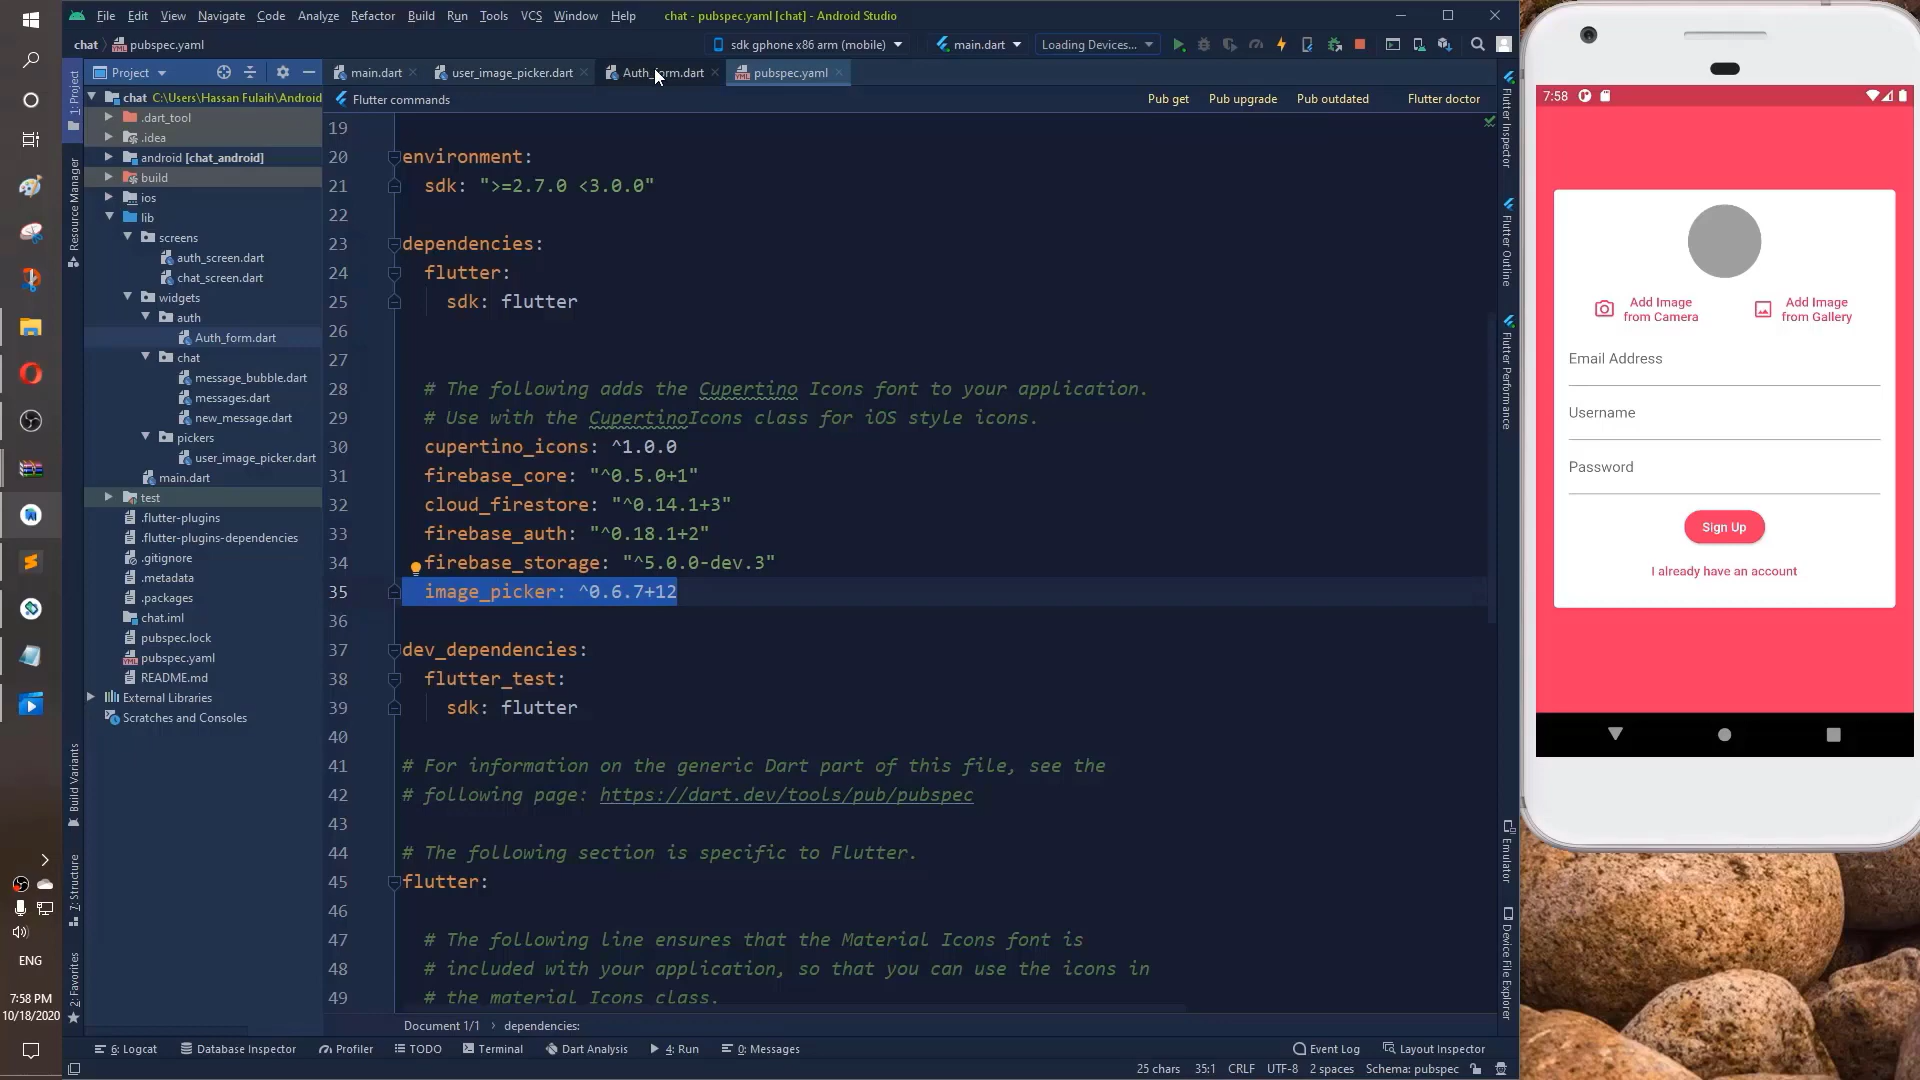 File Edit View Navigate Code Analyze Refactor Build Run Tools VCS Window Help chat - pubspec.yaml [chat] - Android Studio
chat pubspec.yaml sdk gphone x86 arm (mobile) main.dart Loading Devices...
Project main.dart user_image_picker.dart Auth_form.dart pubspec.yaml
Flutter commands Pub get Pub upgrade Pub outdated Flutter doctor
1: Project
Resource Manager
Build Variants
7: Structure
2: Favorites
chat C:\Users\Hassan Fulaih\Android
.dart_tool
.idea
android [chat_android]
build
ios
lib
screens
auth_screen.dart
chat_screen.dart
widgets
auth
Auth_form.dart
chat
message_bubble.dart
messages.dart
new_message.dart
pickers
user_image_picker.dart
main.dart
test
.flutter-plugins
.flutter-plugins-dependencies
.gitignore
.metadata
.packages
chat.iml
pubspec.lock
pubspec.yaml
README.md
External Libraries
Scratches and Consoles
19
20 environment:
21 sdk: ">=2.7.0 <3.0.0"
22
23 dependencies:
24 flutter:
25 sdk: flutter
26
27
28 # The following adds the Cupertino Icons font to your application.
29 # Use with the CupertinoIcons class for iOS style icons.
30 cupertino_icons: ^1.0.0
31 firebase_core: "^0.5.0+1"
32 cloud_firestore: "^0.14.1+3"
33 firebase_auth: "^0.18.1+2"
34 firebase_storage: "^5.0.0-dev.3"
35 image_picker: ^0.6.7+12
36
37 dev_dependencies:
38 flutter_test:
39 sdk: flutter
40
41 # For information on the generic Dart part of this file, see the
42 # following page: https://dart.dev/tools/pub/pubspec
43
44 # The following section is specific to Flutter.
45 flutter:
46
47 # The following line ensures that the Material Icons font is
48 # included with your application, so that you can use the icons in
49 # the material Icons class.
Document 1/1 dependencies:
6: Logcat Database Inspector Profiler TODO Terminal Dart Analysis 4: Run 0: Messages Event Log Layout Inspector
25 chars 35:1 CRLF UTF-8 2 spaces Schema: pubspec
Flutter Inspector
Flutter Outline
Flutter Performance
Emulator
Device File Explorer
7:58
Add Image
from Camera
Add Image
from Gallery
Email Address
Username
Password
Sign Up
I already have an account
ENG
7:58 PM
10/18/2020